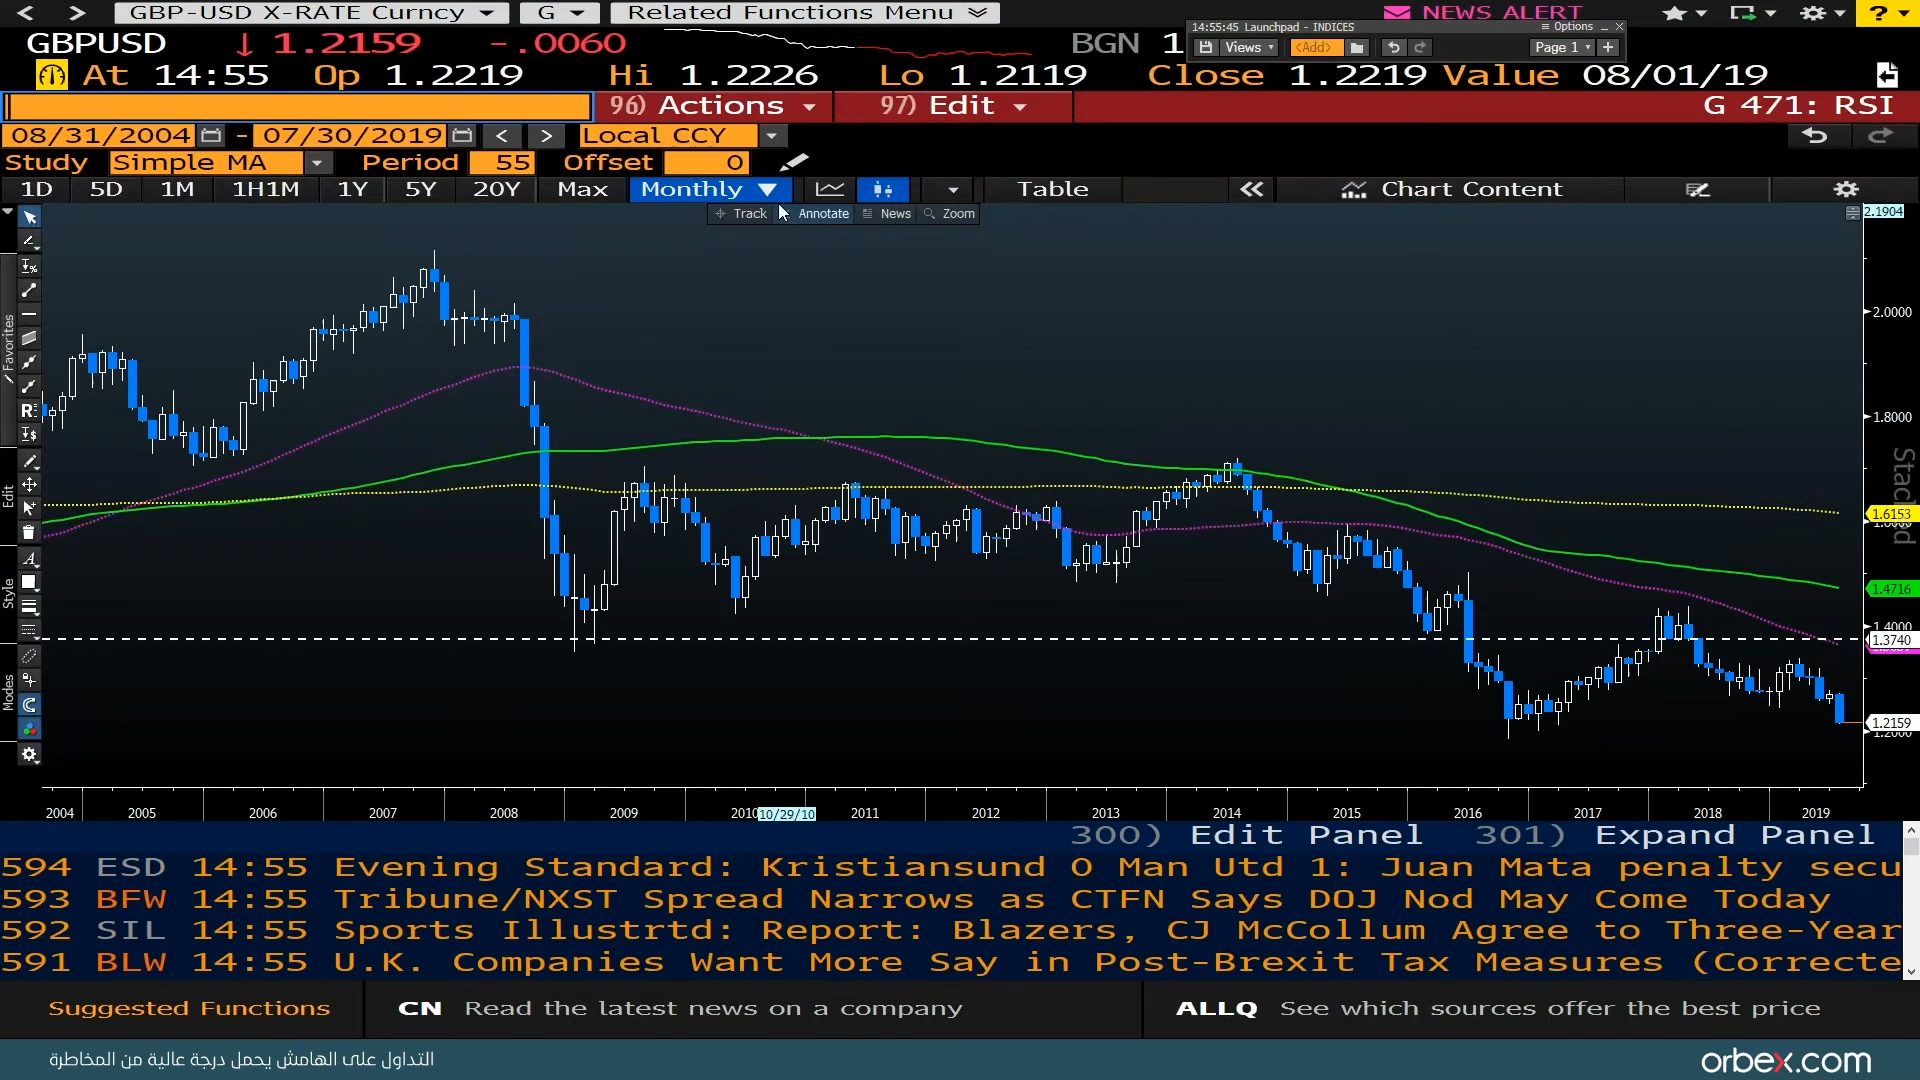 GBP-USD X-RATE Curncy G Related Functions Menu NEWS ALERT
14:55:45 Launchpad - INDICES Options
GBPUSD 1.2159 -.0060 BGN 1
Views <Add> Page 1 +
At 14:55 Op 1.2219 Hi 1.2226 Lo 1.2119 Close 1.2219 Value 08/01/19
96) Actions 97) Edit G 471: RSI
08/31/2004 - 07/30/2019 < > Local CCY
Study Simple MA Period 55 Offset 0
1D 5D 1M 1H1M 1Y 5Y 20Y Max Monthly Table Chart Content
Track Annotate News Zoom
2.1904
2.0000
1.8000
1.6153
1.4716
1.4000
1.3740
1.2159
1.2000
Stacked
Favorites
Edit
Style
Modes
2004 2005 2006 2007 2008 2009 2010 10/29/10 2011 2012 2013 2014 2015 2016 2017 2018 2019
300) Edit Panel 301) Expand Panel
594 ESD 14:55 Evening Standard: Kristiansund 0 Man Utd 1: Juan Mata penalty secu
593 BFW 14:55 Tribune/NXST Spread Narrows as CTFN Says DOJ Nod May Come Today
592 SIL 14:55 Sports Illustrtd: Report: Blazers, CJ McCollum Agree to Three-Year
591 BLW 14:55 U.K. Companies Want More Say in Post-Brexit Tax Measures (Correcte
Suggested Functions CN Read the latest news on a company ALLQ See which sources offer the best price
التداول على الهامش يحمل درجة عالية من المخاطرة
orbex.com